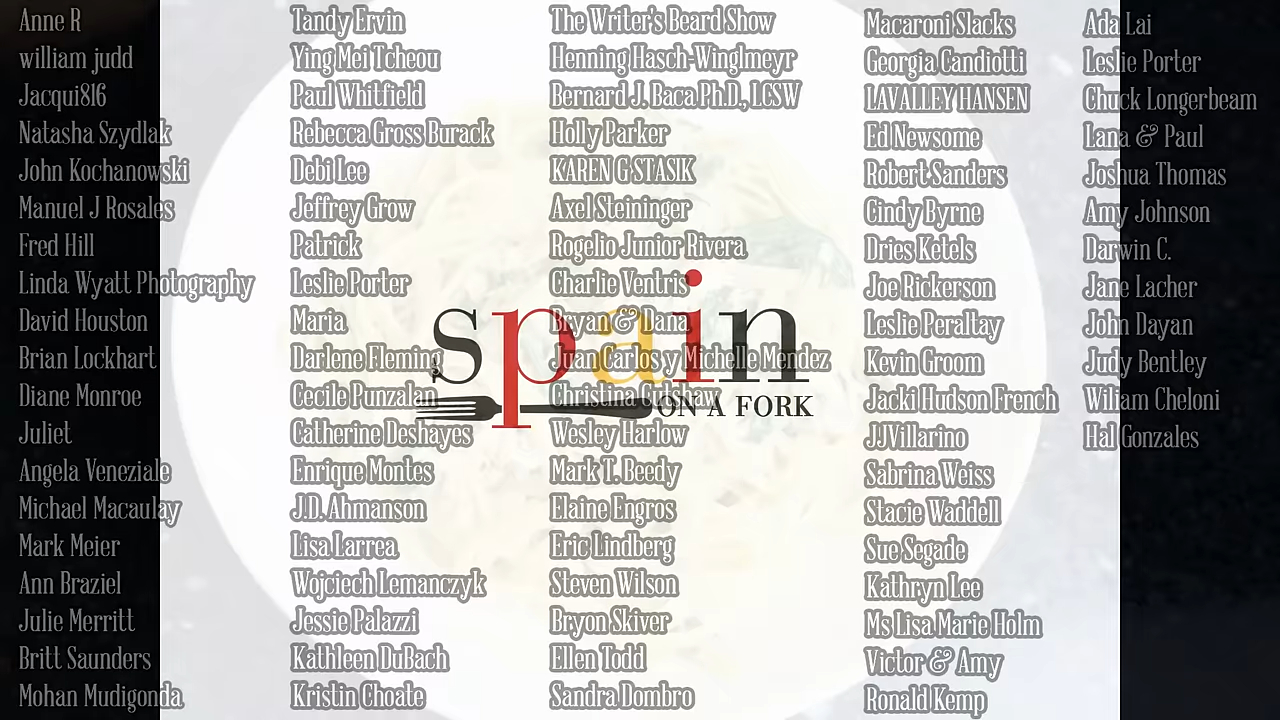 Anne R
william judd
Jacqui816
Natasha Szydlak
John Kochanowski
Manuel J Rosales
Fred Hill
Linda Wyatt Photography
David Houston
Brian Lockhart
Diane Monroe
Juliet
Angela Veneziale
Michael Macaulay
Mark Meier
Ann Braziel
Julie Merritt
Britt Saunders
Mohan Mudigonda
Tandy Ervin
Ying Mei Tcheou
Paul Whitfield
Rebecca Gross Burack
Debi Lee
Jeffrey Grow
Patrick
Leslie Porter
Maria
Darlene Fleming
Cecile Punzalan
Catherine Deshayes
Enrique Montes
J.D. Ahmanson
Lisa Larrea
Wojciech Lemanczyk
Jessie Palazzi
Kathleen DuBach
Kristin Choate
The Writer's Beard Show
Henning Hasch-Winglmeyr
Bernard J. Baca Ph.D., LCSW
Holly Parker
KAREN G STASIK
Axel Steininger
Rogelio Junior Rivera
Charlie Ventris
Bryan & Dana
Juan Carlos y Michelle Mendez
Christina Crlshaw
Wesley Harlow
Mark T. Beedy
Elaine Engros
Eric Lindberg
Steven Wilson
Bryon Skiver
Ellen Todd
Sandra Dombro
spain
ON A FORK
Macaroni Slacks
Georgia Candiotti
LAVALLEY HANSEN
Ed Newsome
Robert Sanders
Cindy Byrne
Dries Ketels
Joe Rickerson
Leslie Peraltay
Kevin Groom
Jacki Hudson French
JJVillarino
Sabrina Weiss
Stacie Waddell
Sue Segade
Kathryn Lee
Ms Lisa Marie Holm
Victor & Amy
Ronald Kemp
Ada Lai
Leslie Porter
Chuck Longerbeam
Lana & Paul
Joshua Thomas
Amy Johnson
Darwin C.
Jane Lacher
John Dayan
Judy Bentley
Wiliam Cheloni
Hal Gonzales